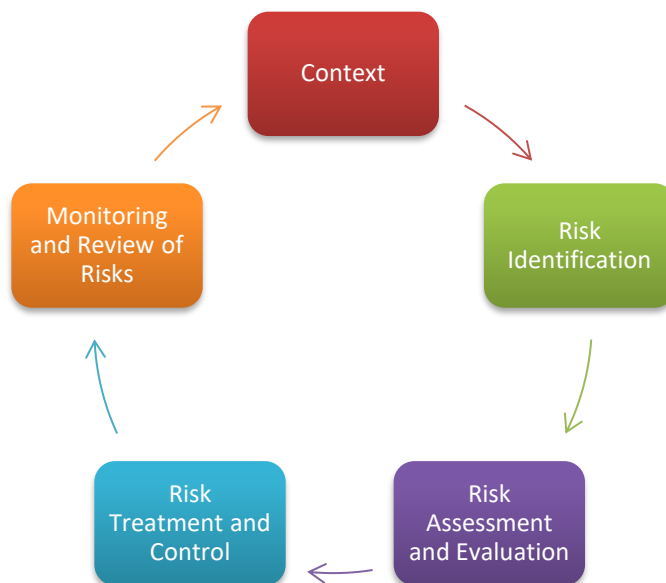 Context
Risk
Identification
Risk
Assessment
and Evaluation
Risk
Treatment and
Control
Monitoring
and Review of
Risks